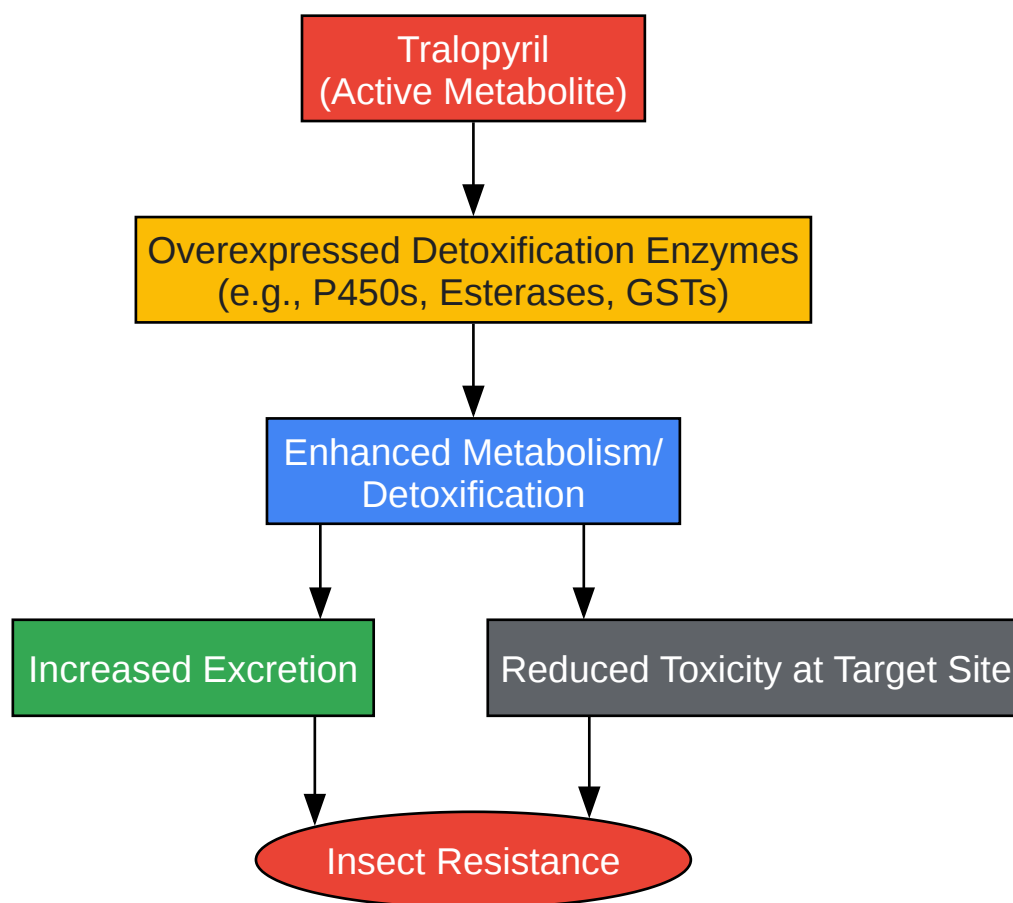 Tralopyril
(Active Metabolite)
Overexpressed Detoxification Enzymes
(e.g., P450s, Esterases, GSTs)
Enhanced Metabolism/
Detoxification
Increased Excretion
Reduced Toxicity at Target Site
Insect Resistance